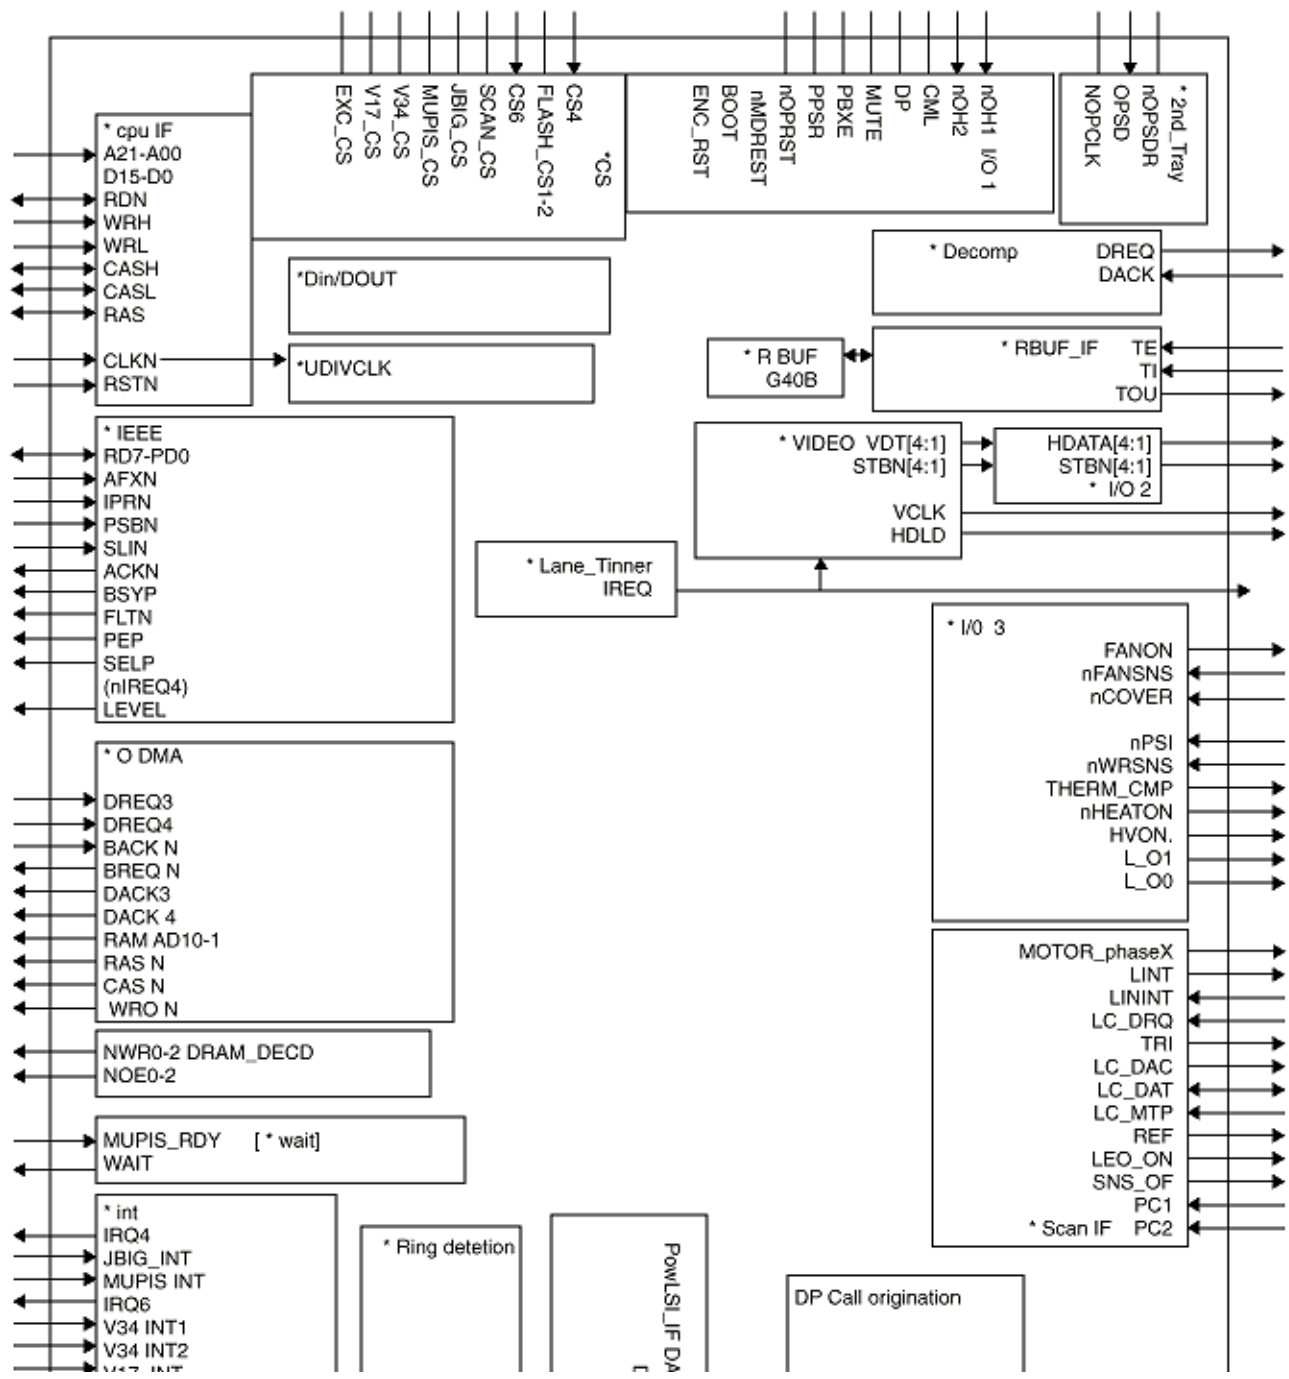 EXC_CS
V17_CS
V34_CS
MUPIS_CS
JBIG_CS
SCAN_CS
CS6
FLASH_CS1-2
CS4
*CS
ENC_RST
BOOT
nMDREST
nOPRST
PPSR
PBXE
MUTE
DP
CML
nOH2
nOH1 I/O 1
NOPCLK
OPSD
nOPSDR
* 2nd_Tray
* cpu IF
A21-A00
D15-D0
RDN
WRH
WRL
CASH
CASL
RAS
CLKN
RSTN
*Din/DOUT
*UDIVCLK
* Decomp DREQ
DACK
* R BUF
G40B
* RBUF_IF TE
TI
TOU
* IEEE
RD7-PD0
AFXN
IPRN
PSBN
SLIN
ACKN
BSYP
FLTN
PEP
SELP
(nIREQ4)
LEVEL
* VIDEO VDT[4:1]
STBN[4:1]
VCLK
HDLD
HDATA[4:1]
STBN[4:1]
* I/O 2
* Lane_Tinner
IREQ
* I/0 3
FANON
nFANSNS
nCOVER
nPSI
nWRSNS
THERM_CMP
nHEATON
HVON.
L_O1
L_O0
* O DMA
DREQ3
DREQ4
BACK N
BREQ N
DACK3
DACK 4
RAM AD10-1
RAS N
CAS N
WRO N
MOTOR_phaseX
LINT
LININT
LC_DRQ
TRI
LC_DAC
LC_DAT
LC_MTP
REF
LEO_ON
SNS_OF
PC1
* Scan IF PC2
NWR0-2 DRAM_DECD
NOE0-2
MUPIS_RDY [ * wait]
WAIT
* int
IRQ4
JBIG_INT
MUPIS INT
IRQ6
V34 INT1
V34 INT2
V17_INT
* Ring detetion
PowLSI_IF DA
DP Call origination